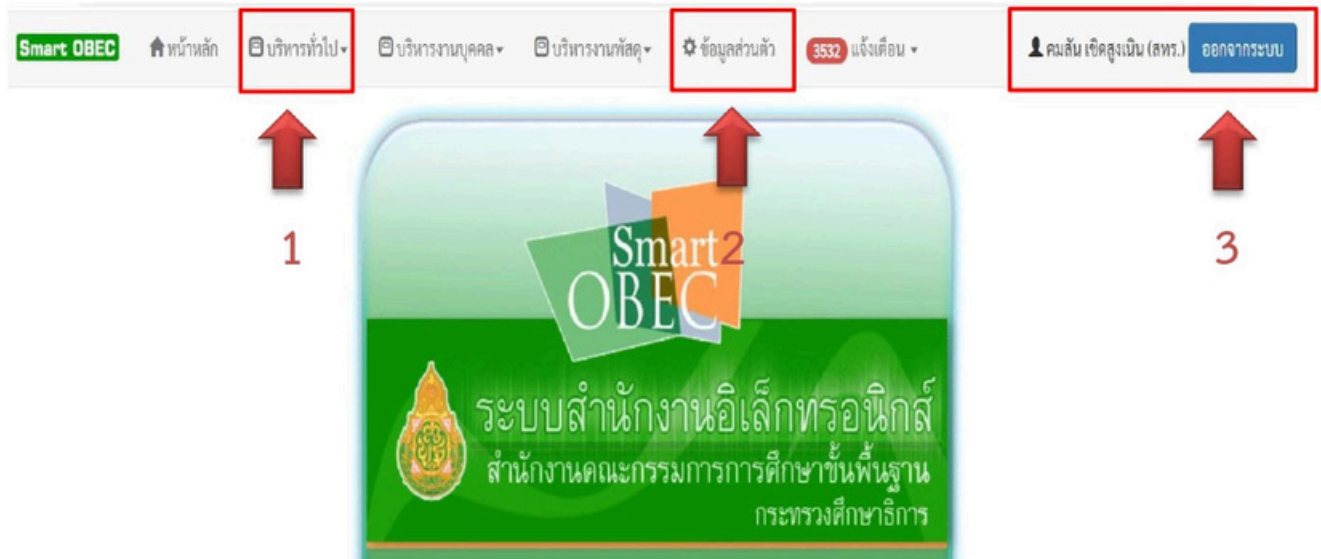 Smart OBEC หน้าหลัก บริหารทั่วไป บริหารงานบุคคล บริหารงานพัสดุ ข้อมูลส่วนตัว 3532 แจ้งเตือน คมสัน เชิดสูงเนิน (สทร.) ออกจากระบบ
1 2 3
Smart
OBEC
ระบบสำนักงานอิเล็กทรอนิกส์
สำนักงานคณะกรรมการการศึกษาขั้นพื้นฐาน
กระทรวงศึกษาธิการ